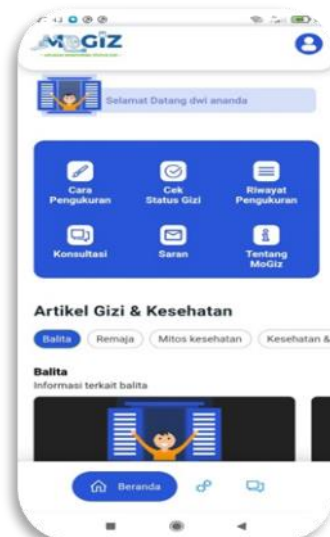 MOGIZ
Selamat Datang dwi ananda
Cara Pengukuran
Cek Status Gizi
Riwayat Pengukuran
Konsultasi
Saran
Tentang MoGiz
Artikel Gizi & Kesehatan
Balita
Remaja
Mitos kesehatan
Kesehatan &
Balita
Informasi terkait balita
Beranda